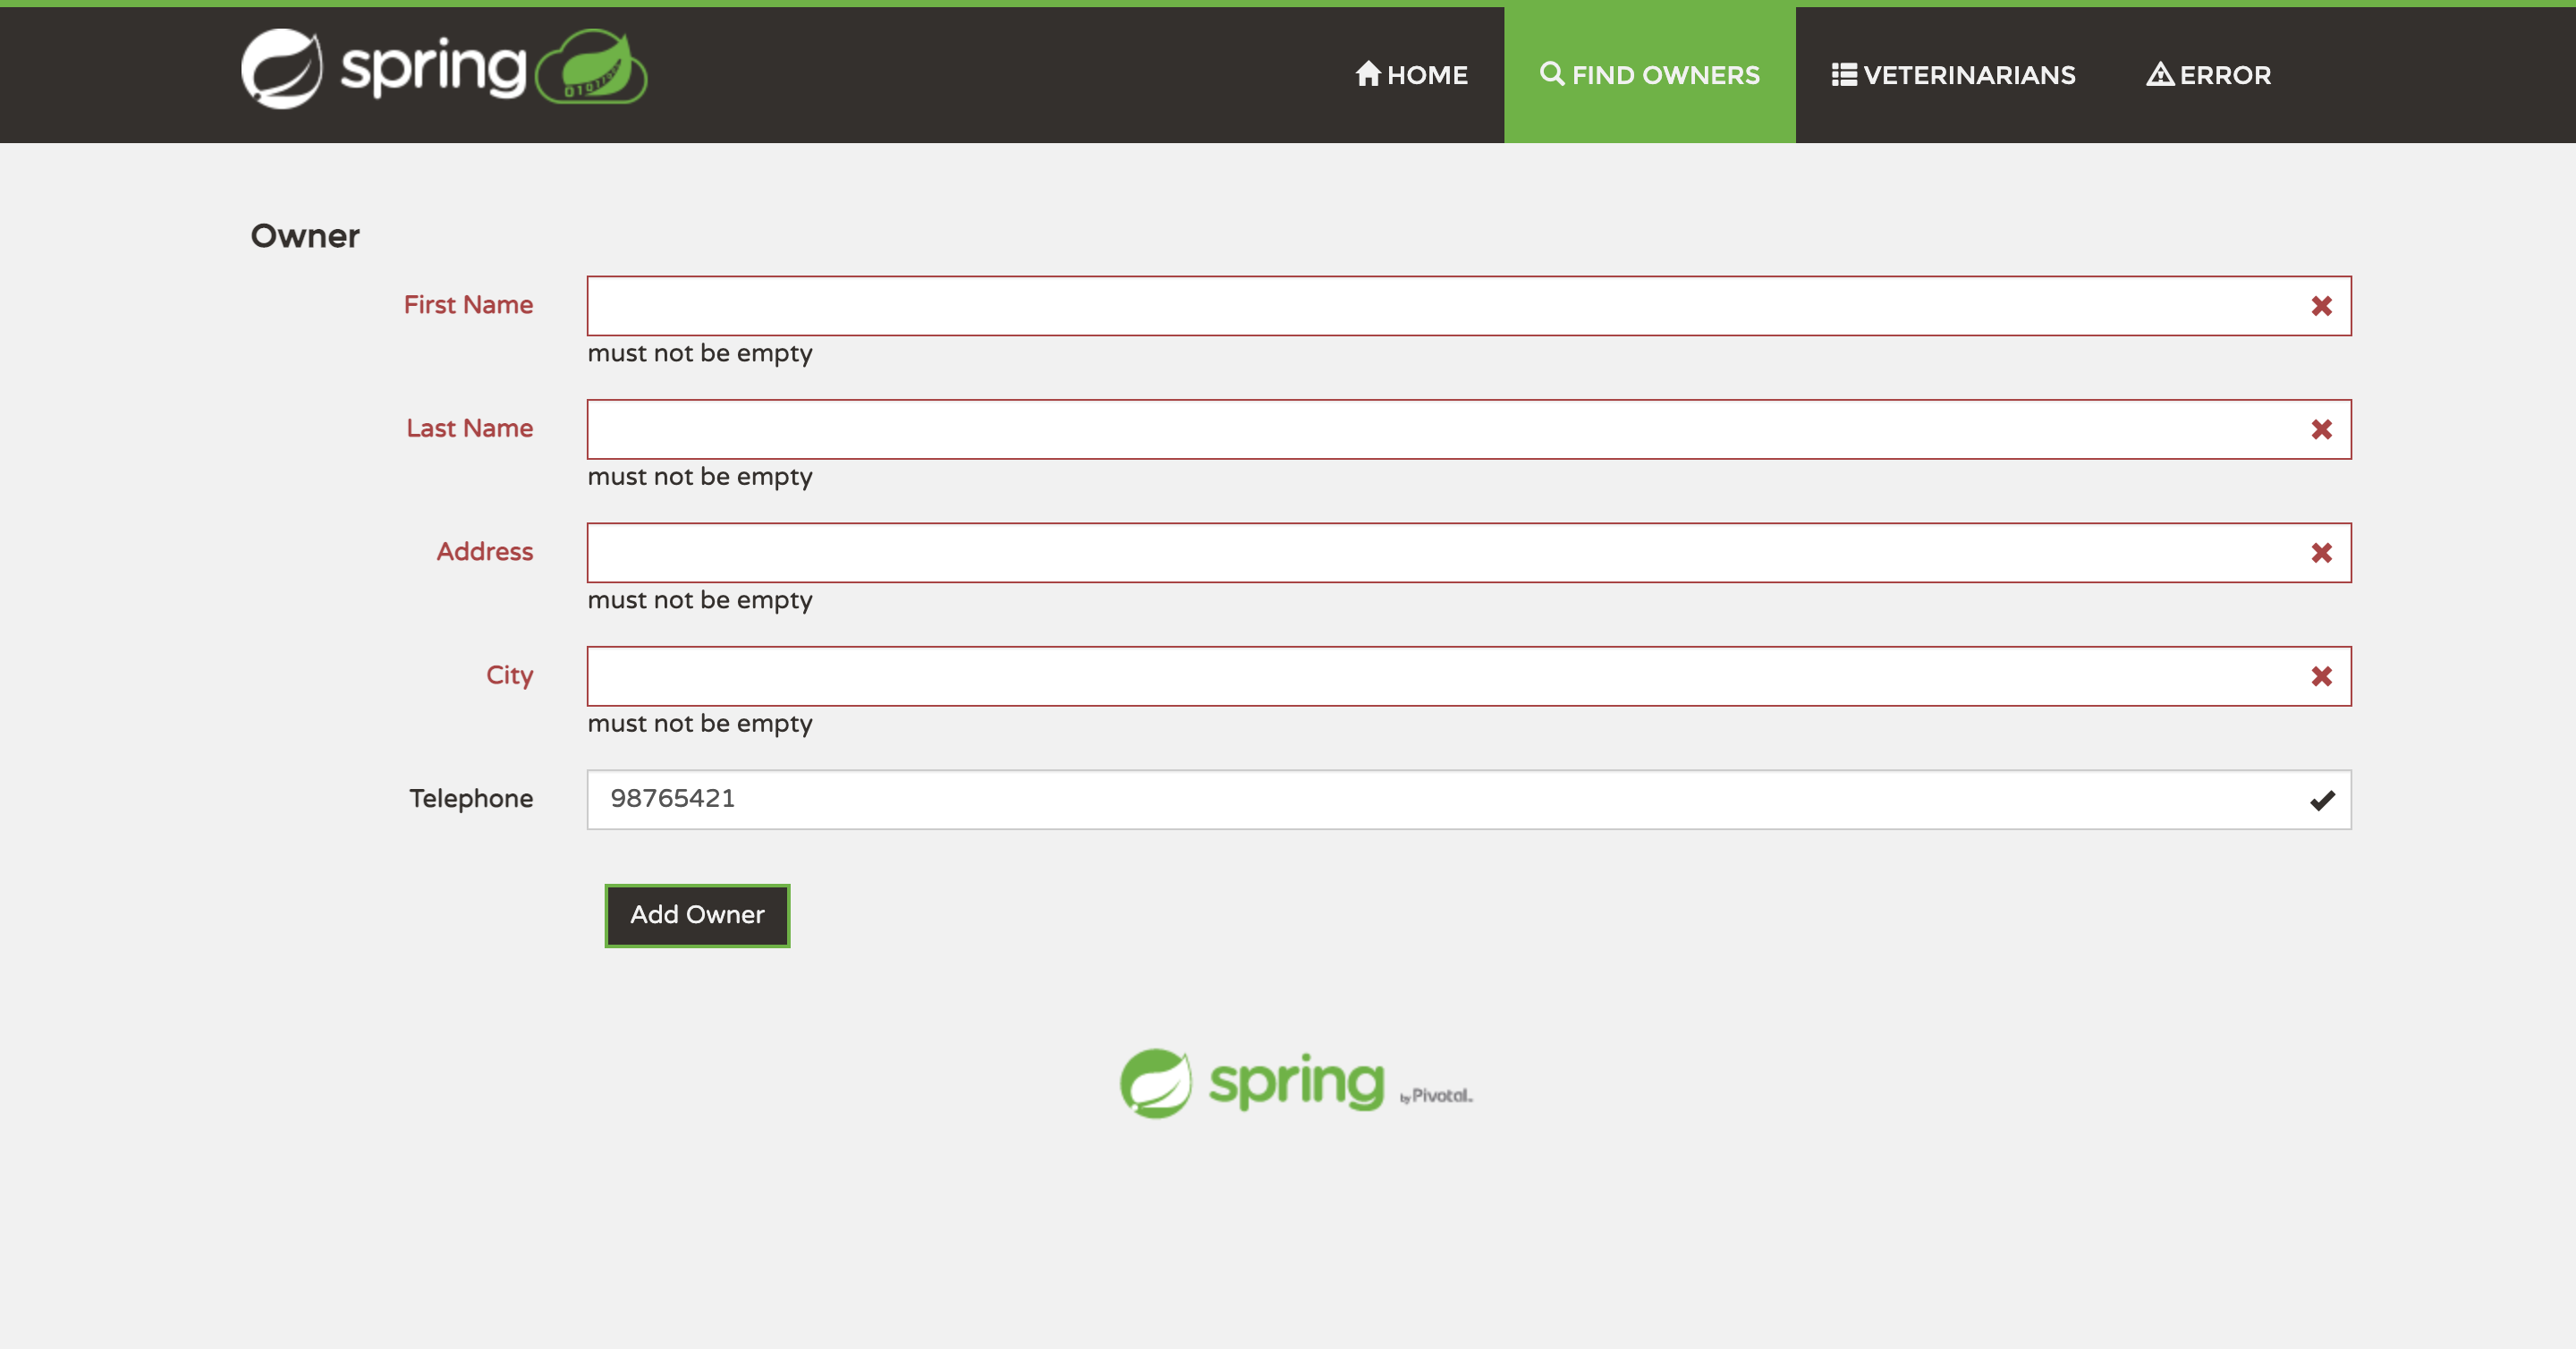 spring 0101
HOME FIND OWNERS VETERINARIANS ERROR
Owner
First Name
must not be empty
Last Name
must not be empty
Address
must not be empty
City
must not be empty
Telephone 98765421
Add Owner
spring by Pivotal